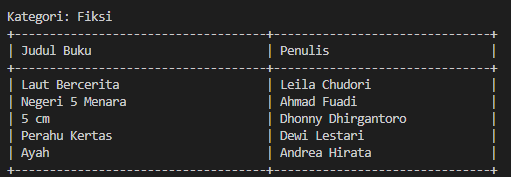 Kategori: Fiksi
+---------------------------------+----------------------------+
| Judul Buku                      | Penulis                    |
+---------------------------------+----------------------------+
| Laut Bercerita                  | Leila Chudori              |
| Negeri 5 Menara                 | Ahmad Fuadi                |
| 5 cm                            | Dhonny Dhirgantoro         |
| Perahu Kertas                   | Dewi Lestari               |
| Ayah                            | Andrea Hirata              |
+---------------------------------+----------------------------+